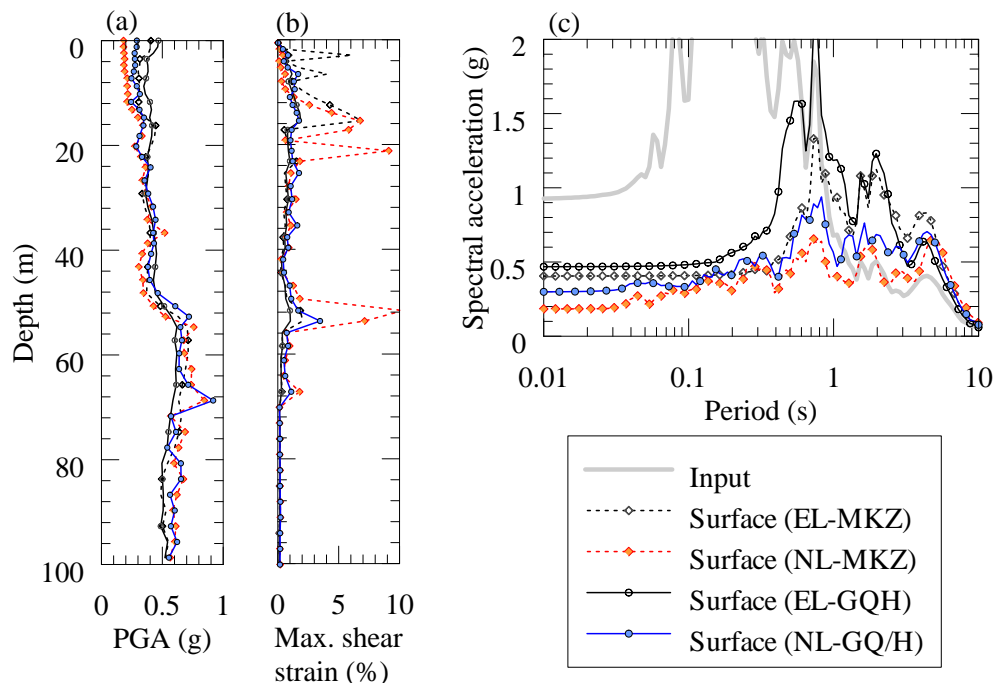 (a)
(b)
(c)
0
20
40
60
80
100
Depth (m)
0 0.5 1
PGA (g)
0 5 10
Max. shear
strain (%)
2
1.5
1
0.5
0
Spectral acceleration (g)
0.01 0.1 1 10
Period (s)
Input
Surface (EL-MKZ)
Surface (NL-MKZ)
Surface (EL-GQH)
Surface (NL-GQ/H)